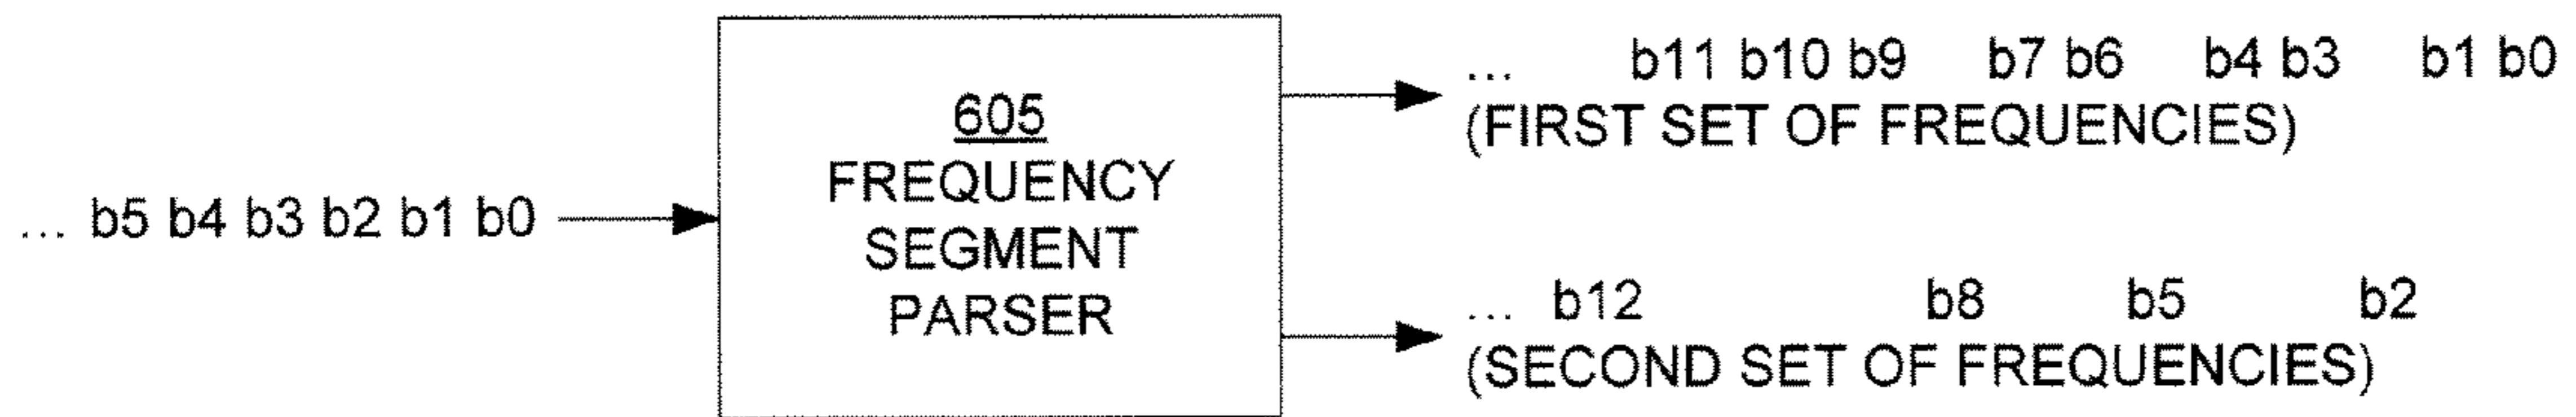 ... b5 b4 b3 b2 b1 b0
605
FREQUENCY
SEGMENT
PARSER
... b11 b10 b9 b7 b6 b4 b3 b1 b0
(FIRST SET OF FREQUENCIES)
... b12 b8 b5 b2
(SECOND SET OF FREQUENCIES)